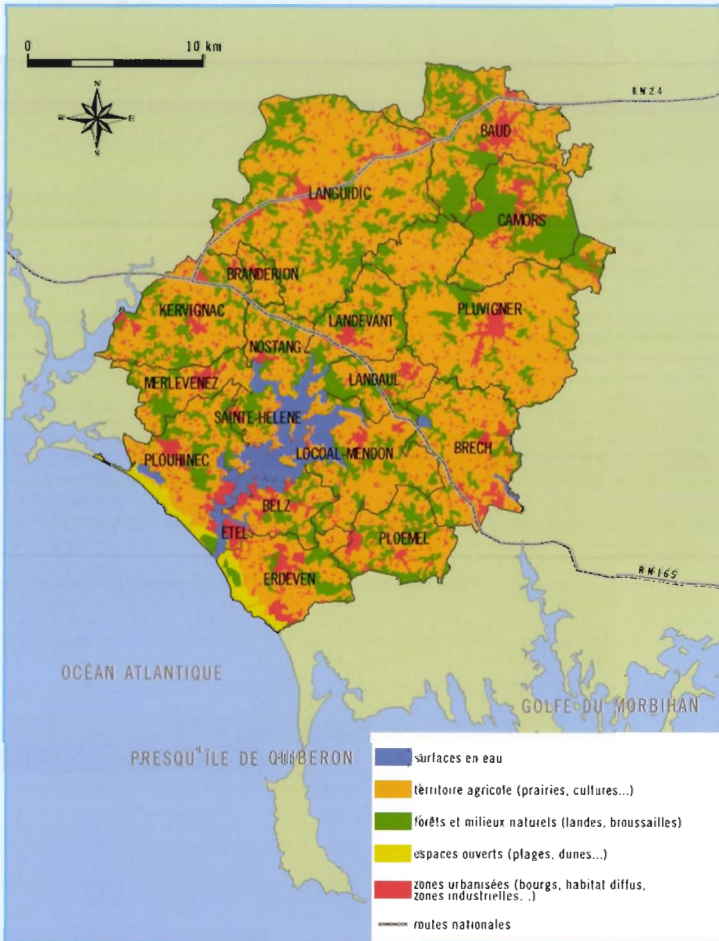 0 10 km
N
W E
S
RN24
BAUD
LANGUIDIC
CAMORS
BRANDERION
KERVIGNAC
LANDEVANT
PLUVIGNER
NOSTANG
MERLEVENEZ
LANDAUL
SAINTE-HELENE
PLOUHINEC
LOCOAL-MENDON
BRECH
BELZ
ETEL
PLOEMEL
ERDEVEN
RN165
OCÉAN ATLANTIQUE
GOLFE DU MORBIHAN
PRESQU'ÎLE DE QUIBERON
surfaces en eau
territoire agricole (prairies, cultures...)
forêts et milieux naturels (landes, broussailles)
espaces ouverts (plages, dunes...)
zones urbanisées (bourgs, habitat diffus,
zones industrielles, .)
routes nationales